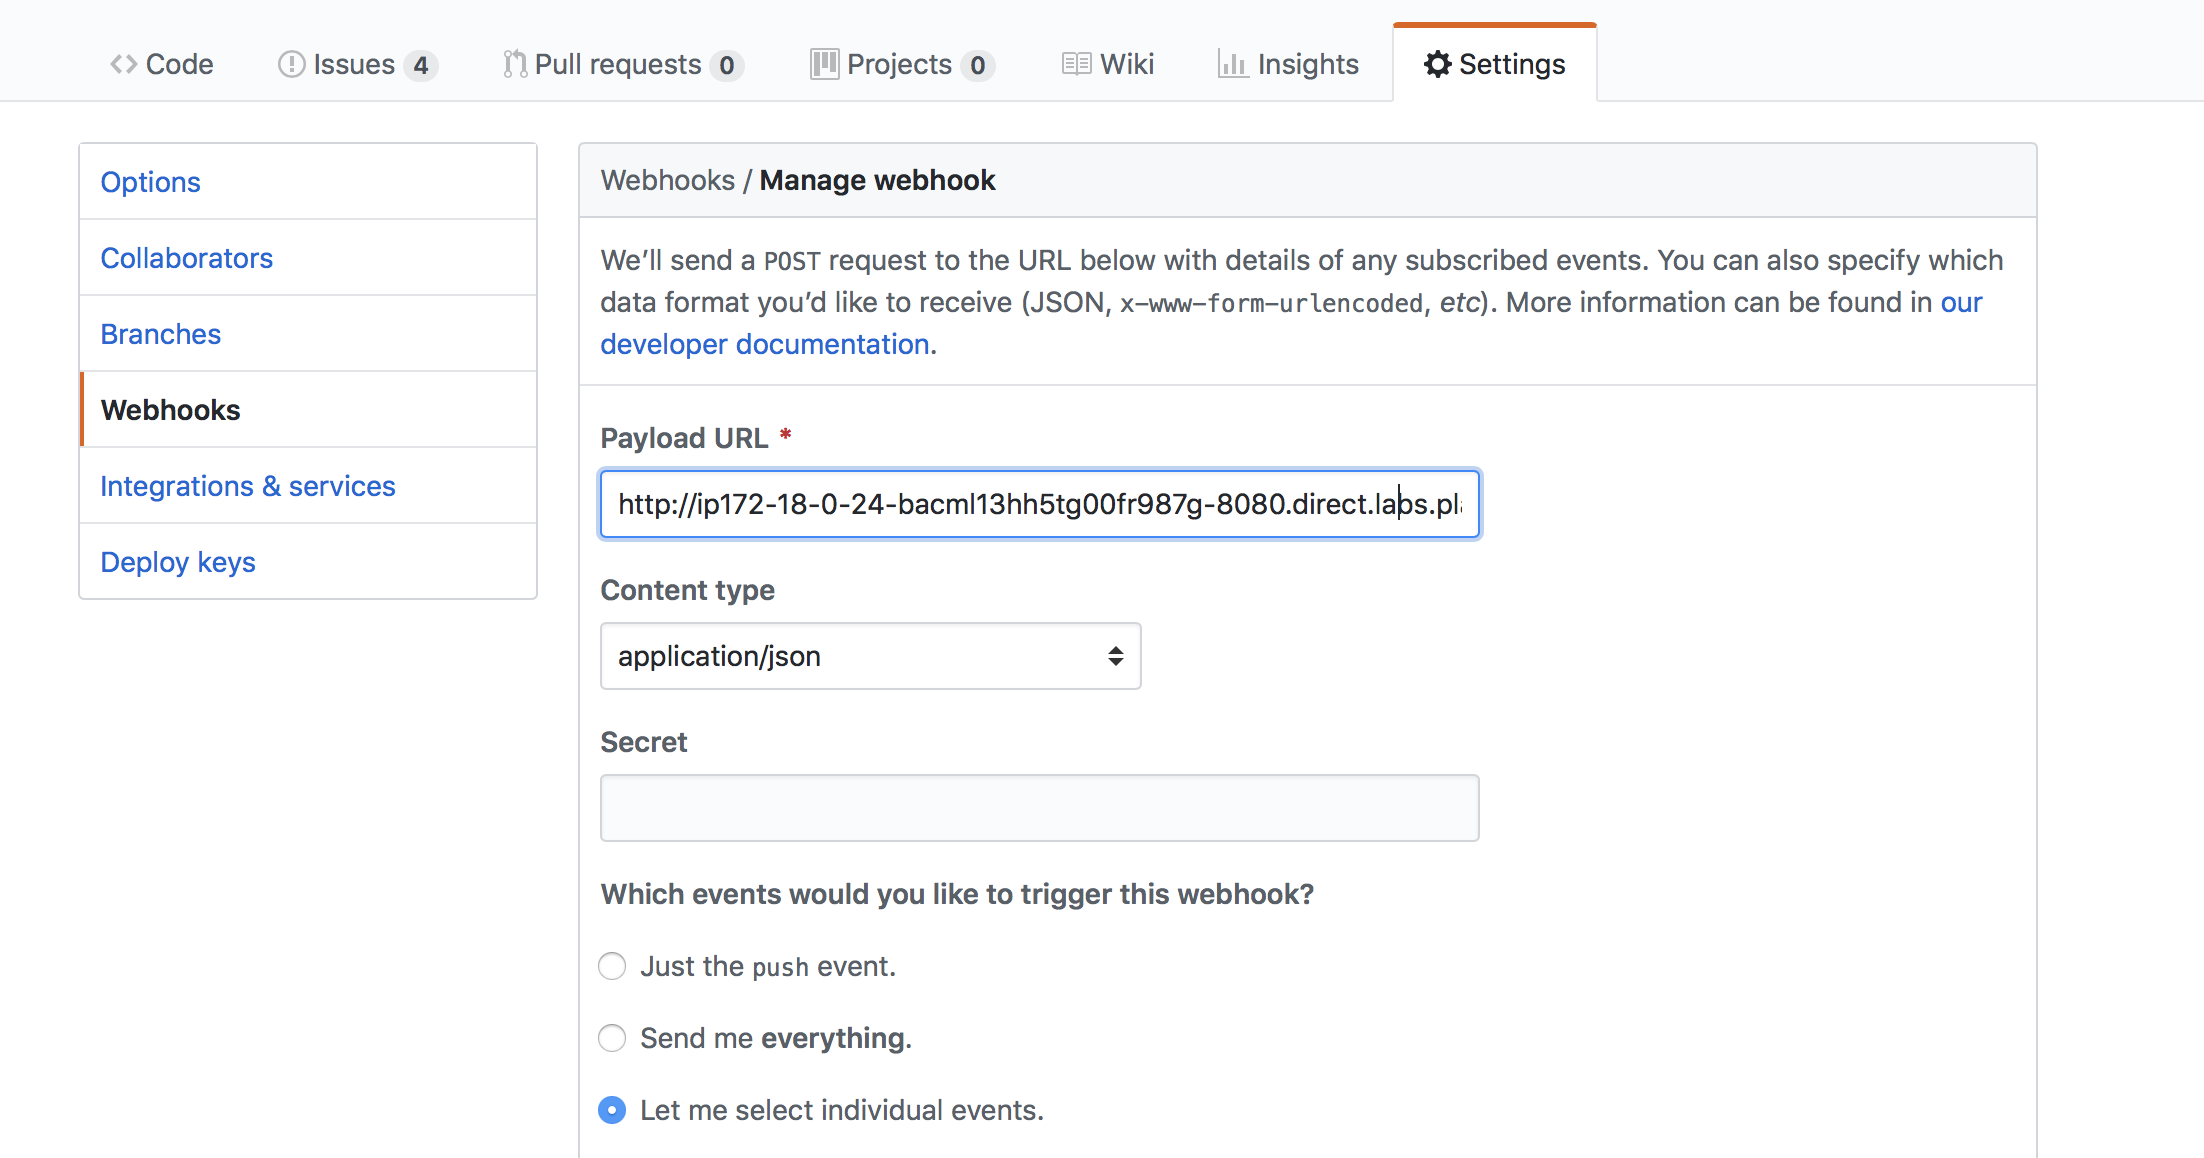 Code Issues 4 Pull requests 0 Projects 0 Wiki Insights Settings
Options
Collaborators
Branches
Webhooks
Integrations & services
Deploy keys
Webhooks / Manage webhook
We’ll send a POST request to the URL below with details of any subscribed events. You can also specify which
data format you’d like to receive (JSON, x-www-form-urlencoded, etc). More information can be found in our
developer documentation.
Payload URL *
http://ip172-18-0-24-bacml13hh5tg00fr987g-8080.direct.labs.pl
Content type
application/json
Secret
Which events would you like to trigger this webhook?
Just the push event.
Send me everything.
Let me select individual events.